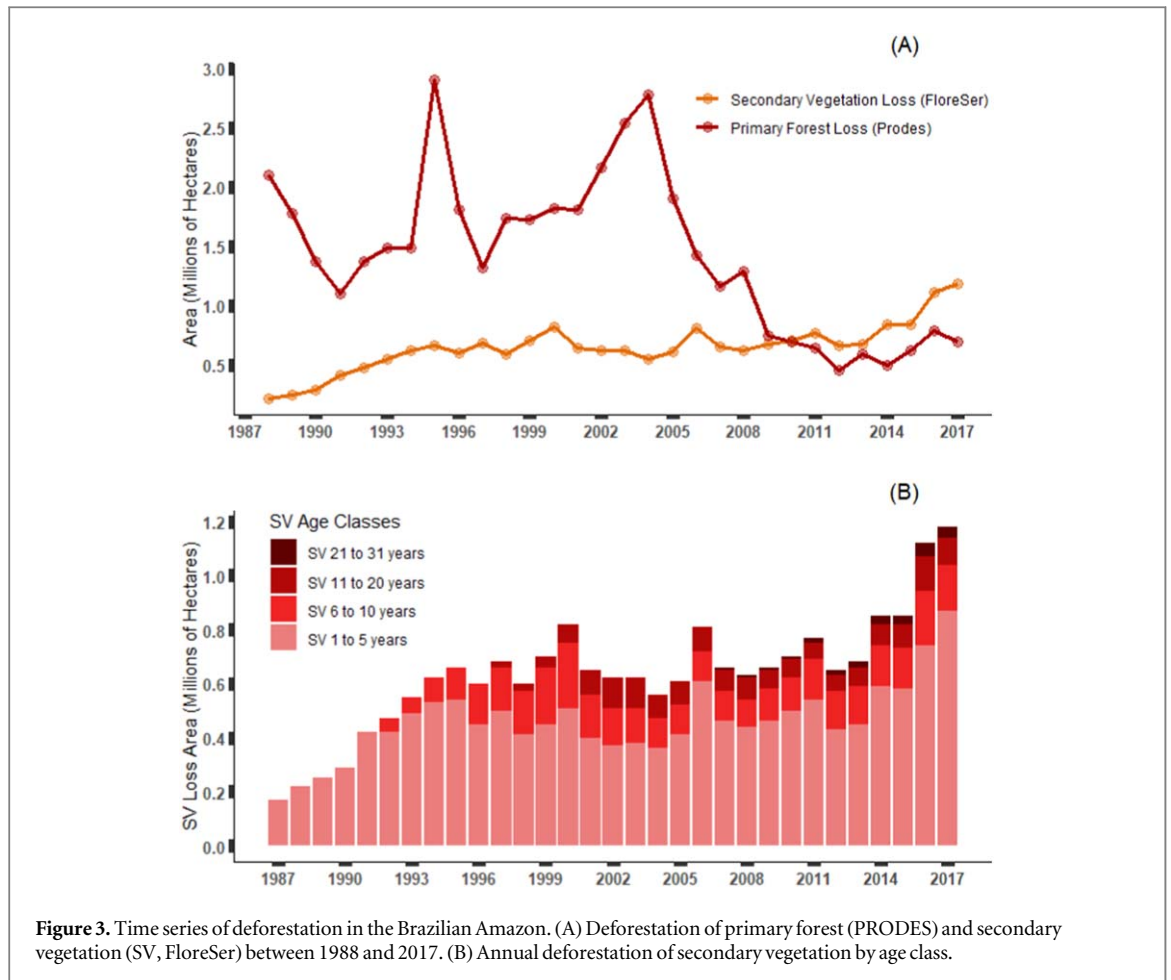 (A)
Area (Millions of Hectares)
3.0
2.5
2.0
1.5
1.0
0.5
Secondary Vegetation Loss (FloreSer)
Primary Forest Loss (Prodes)
1987 1990 1993 1996 1999 2002 2005 2008 2011 2014 2017
(B)
SV Loss Area (Millions of Hectares)
1.2
1.0
0.8
0.6
0.4
0.2
0.0
SV Age Classes
SV 21 to 31 years
SV 11 to 20 years
SV 6 to 10 years
SV 1 to 5 years
1987 1990 1993 1996 1999 2002 2005 2008 2011 2014 2017
Figure 3. Time series of deforestation in the Brazilian Amazon. (A) Deforestation of primary forest (PRODES) and secondary
vegetation (SV, FloreSer) between 1988 and 2017. (B) Annual deforestation of secondary vegetation by age class.